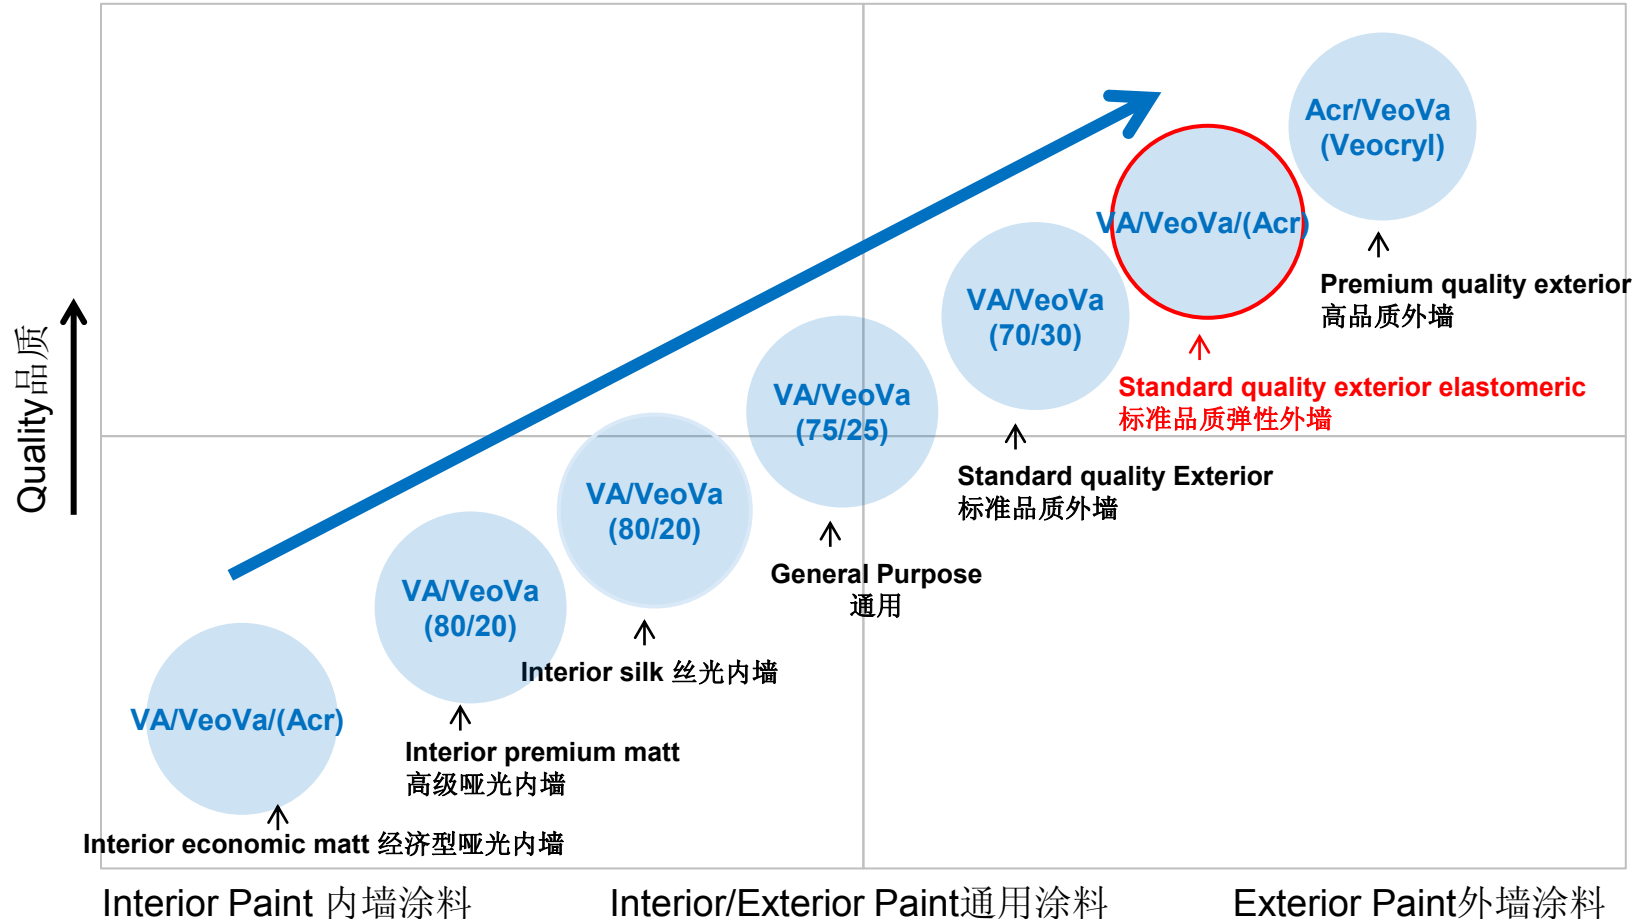 Acr/VeoVa
(Veocryl)
VA/VeoVa/(Acr)
Premium quality exterior
高品质外墙
VA/VeoVa
(70/30)
Standard quality exterior elastomeric
标准品质弹性外墙
VA/VeoVa
(75/25)
Standard quality Exterior
标准品质外墙
VA/VeoVa
(80/20)
General Purpose
通用
VA/VeoVa
(80/20)
Interior silk 丝光内墙
VA/VeoVa/(Acr)
Interior premium matt
高级哑光内墙
Interior economic matt 经济型哑光内墙
Quality品质
Interior Paint 内墙涂料
Interior/Exterior Paint通用涂料
Exterior Paint外墙涂料